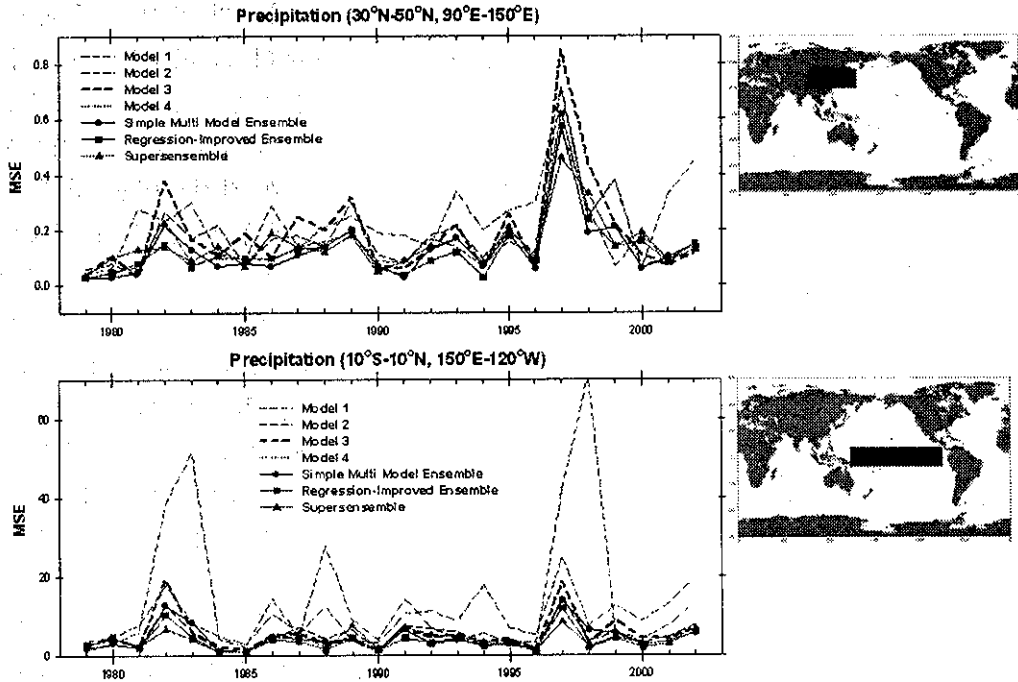 Precipitation (30°N-50°N, 90°E-150°E)
MSE
0.8
0.6
0.4
0.2
0.0
Model 1
Model 2
Model 3
Model 4
Simple Multi Model Ensemble
Regression-Improved Ensemble
Supersensemble
1980
1985
1990
1995
2000
Precipitation (10°S-10°N, 150°E-120°W)
MSE
60
40
20
0
Model 1
Model 2
Model 3
Model 4
Simple Multi Model Ensemble
Regression-Improved Ensemble
Supersensemble
1980
1985
1990
1995
2000